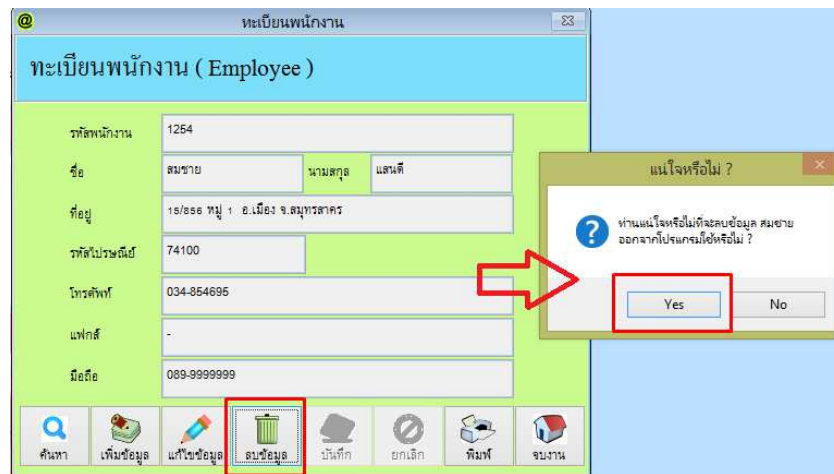 @ ทะเบียนพนักงาน
ทะเบียนพนักงาน ( Employee )
รหัสพนักงาน 1254
ชื่อ สมชาย นามสกุล แสนดี
ที่อยู่ 15/856 หมู่ 1 อ.เมือง จ.สมุทรสาคร
รหัสไปรษณีย์ 74100
โทรศัพท์ 034-854695
แฟกส์ -
มือถือ 089-9999999
ค้นหา เพิ่มข้อมูล แก้ไขข้อมูล ลบข้อมูล บันทึก ยกเลิก พิมพ์ จบงาน
แน่ใจหรือไม่ ?
ท่านแน่ใจหรือไม่ที่จะลบข้อมูล สมชาย
ออกจากโปรแกรมใช้หรือไม่ ?
Yes No